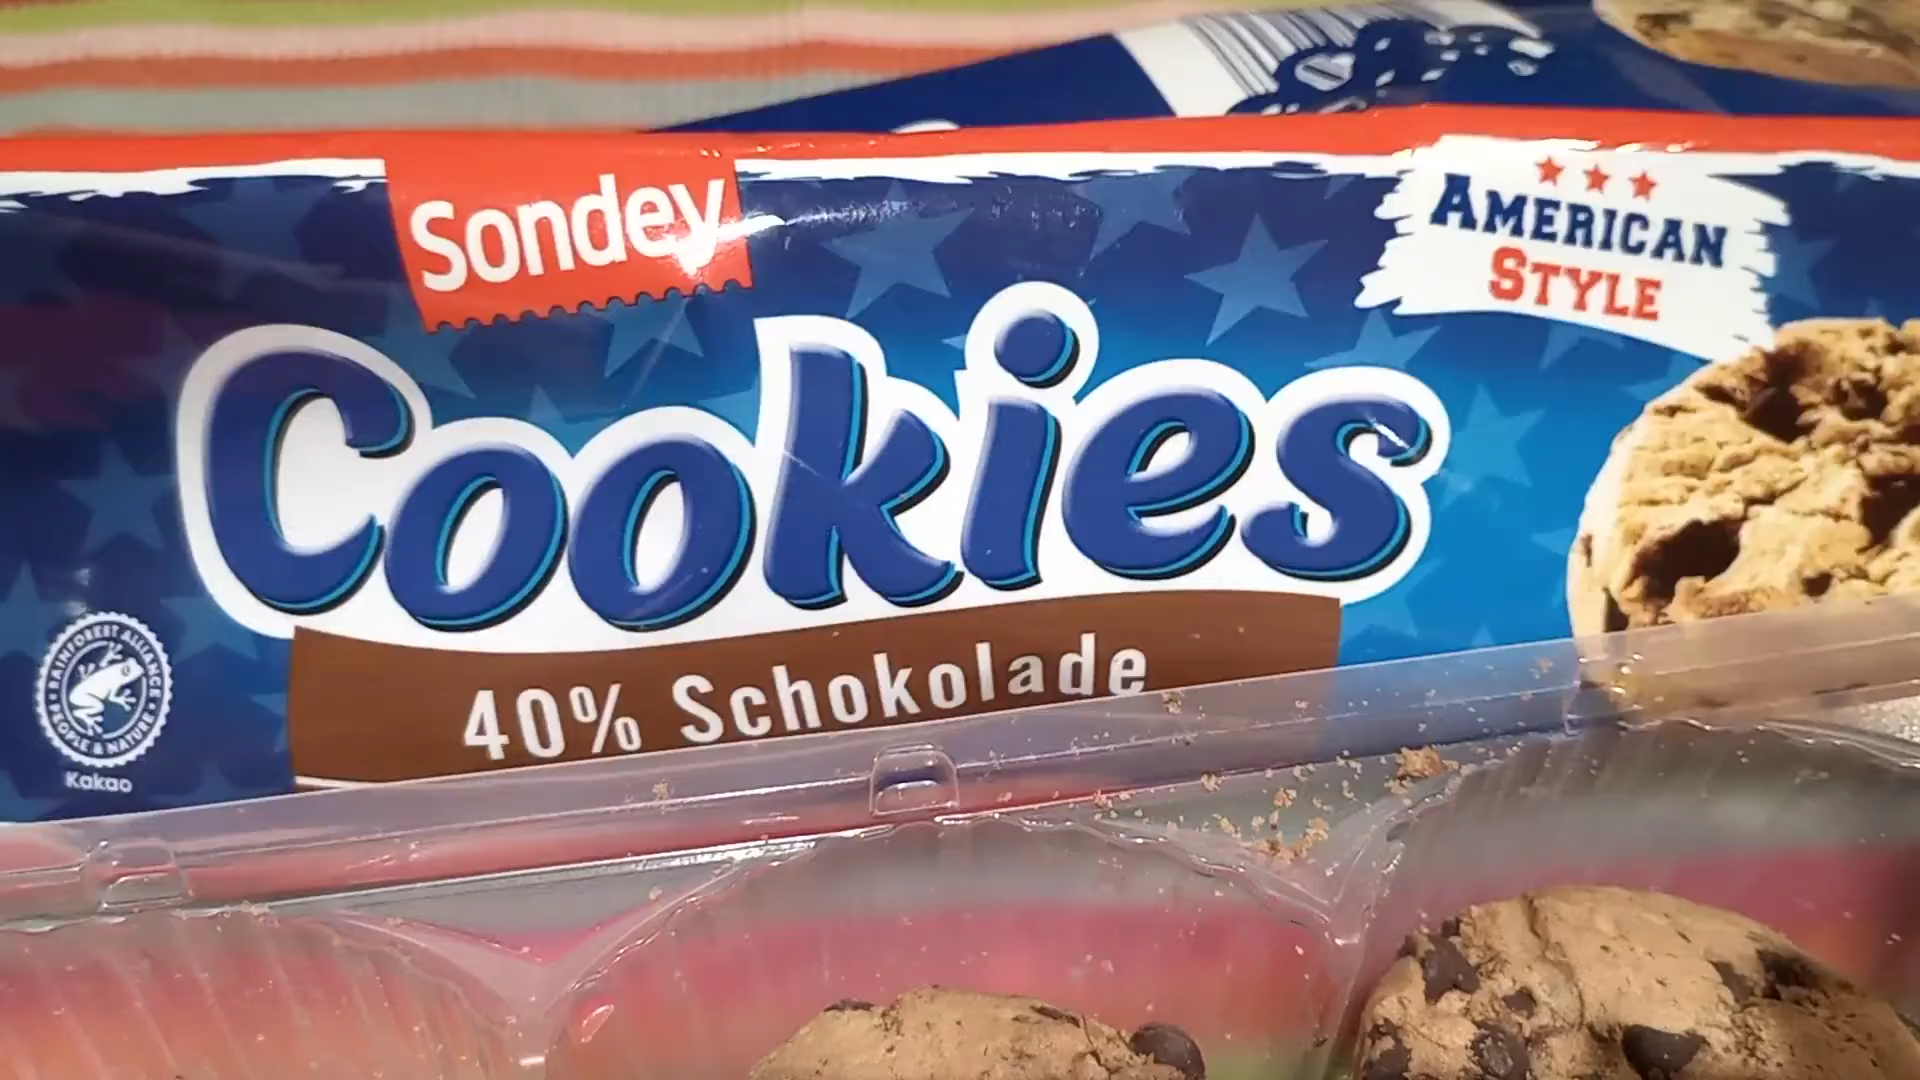 Sondey
AMERICAN
STYLE
Cookies
40% Schokolade
RAINFOREST ALLIANCE
PEOPLE & NATURE
Kakao